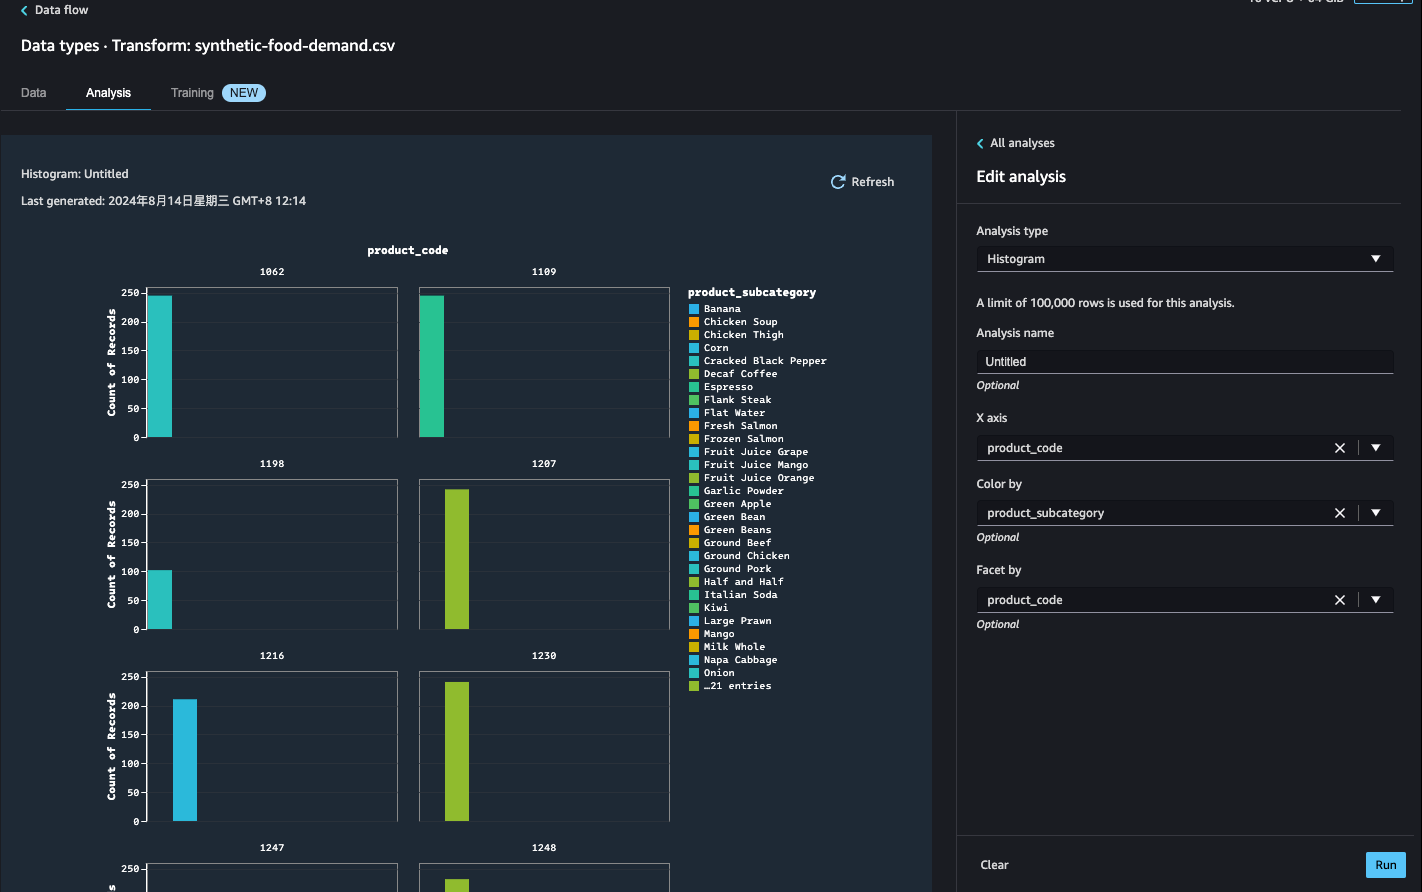 Data flow
Data types · Transform: synthetic-food-demand.csv
Data
Analysis
Training
NEW
Histogram: Untitled
Refresh
Last generated: 2024年8月14日星期三 GMT+8 12:14
product_code
1062
1109
250
200
150
100
50
0
Count of Records
1198
1207
250
200
150
100
50
0
Count of Records
1216
1230
250
200
150
100
50
0
Count of Records
1247
1248
250
product_subcategory
Banana
Chicken Soup
Chicken Thigh
Corn
Cracked Black Pepper
Decaf Coffee
Espresso
Flank Steak
Flat Water
Fresh Salmon
Frozen Salmon
Fruit Juice Grape
Fruit Juice Mango
Fruit Juice Orange
Garlic Powder
Green Apple
Green Bean
Green Beans
Ground Beef
Ground Chicken
Ground Pork
Half and Half
Italian Soda
Kiwi
Large Prawn
Mango
Milk Whole
Napa Cabbage
Onion
…21 entries
All analyses
Edit analysis
Analysis type
Histogram
A limit of 100,000 rows is used for this analysis.
Analysis name
Untitled
Optional
X axis
product_code
Color by
product_subcategory
Optional
Facet by
product_code
Optional
Clear
Run